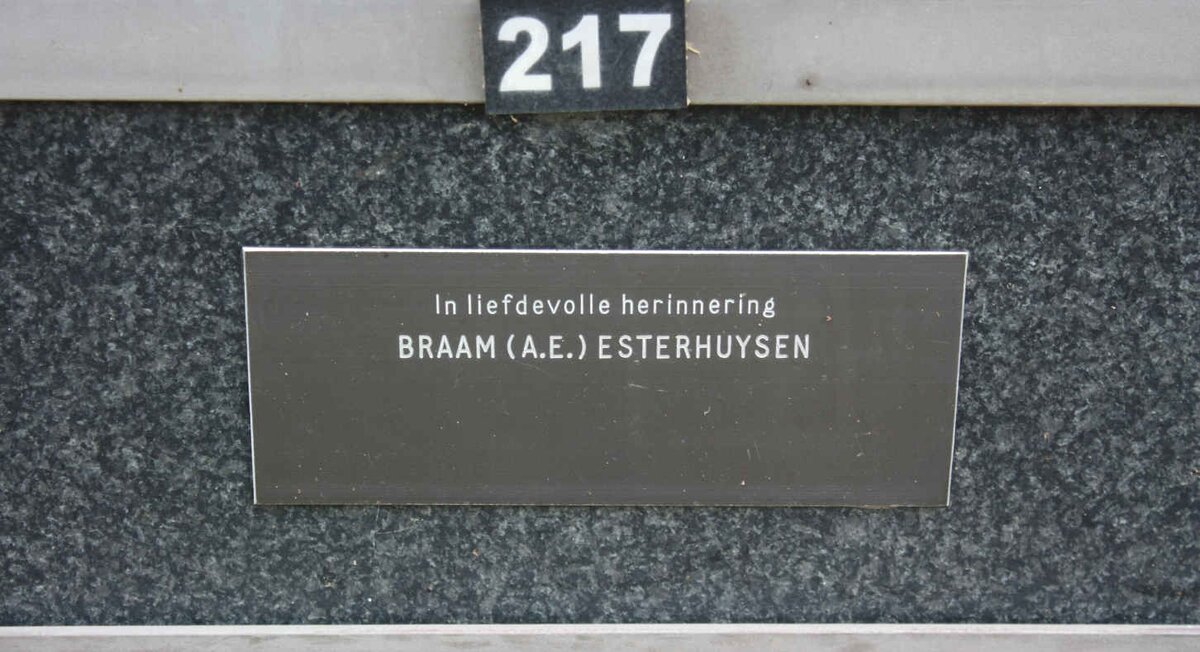 217
In liefdevolle herinnering
BRAAM (A.E.) ESTERHUYSEN